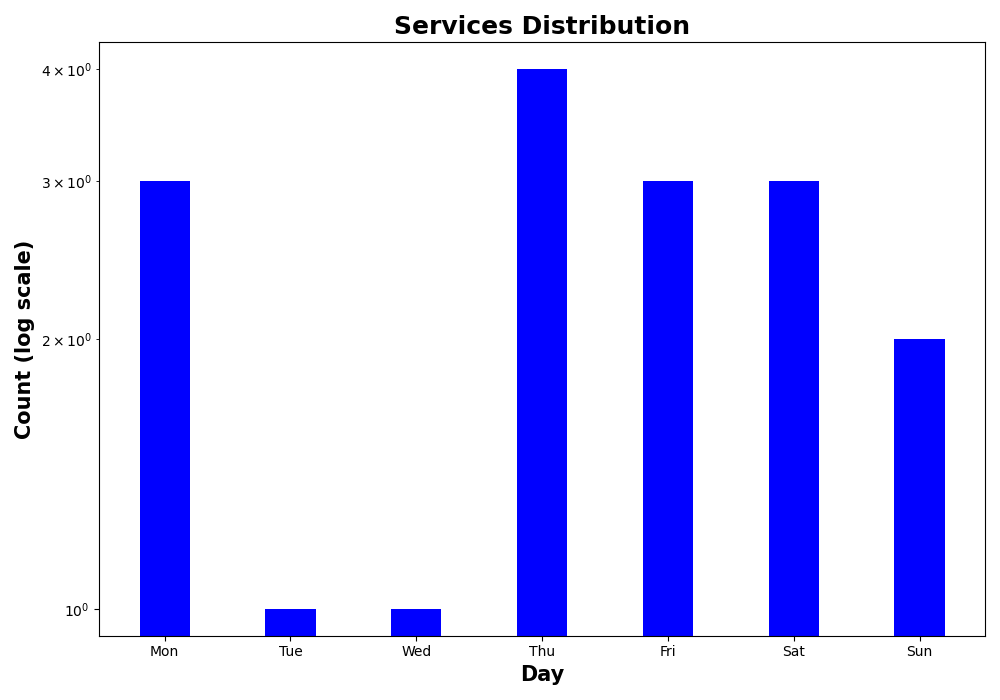 Services Distribution
Count (log scale)
4 × 10⁰
3 × 10⁰
2 × 10⁰
10⁰
Mon Tue Wed Thu Fri Sat Sun
Day